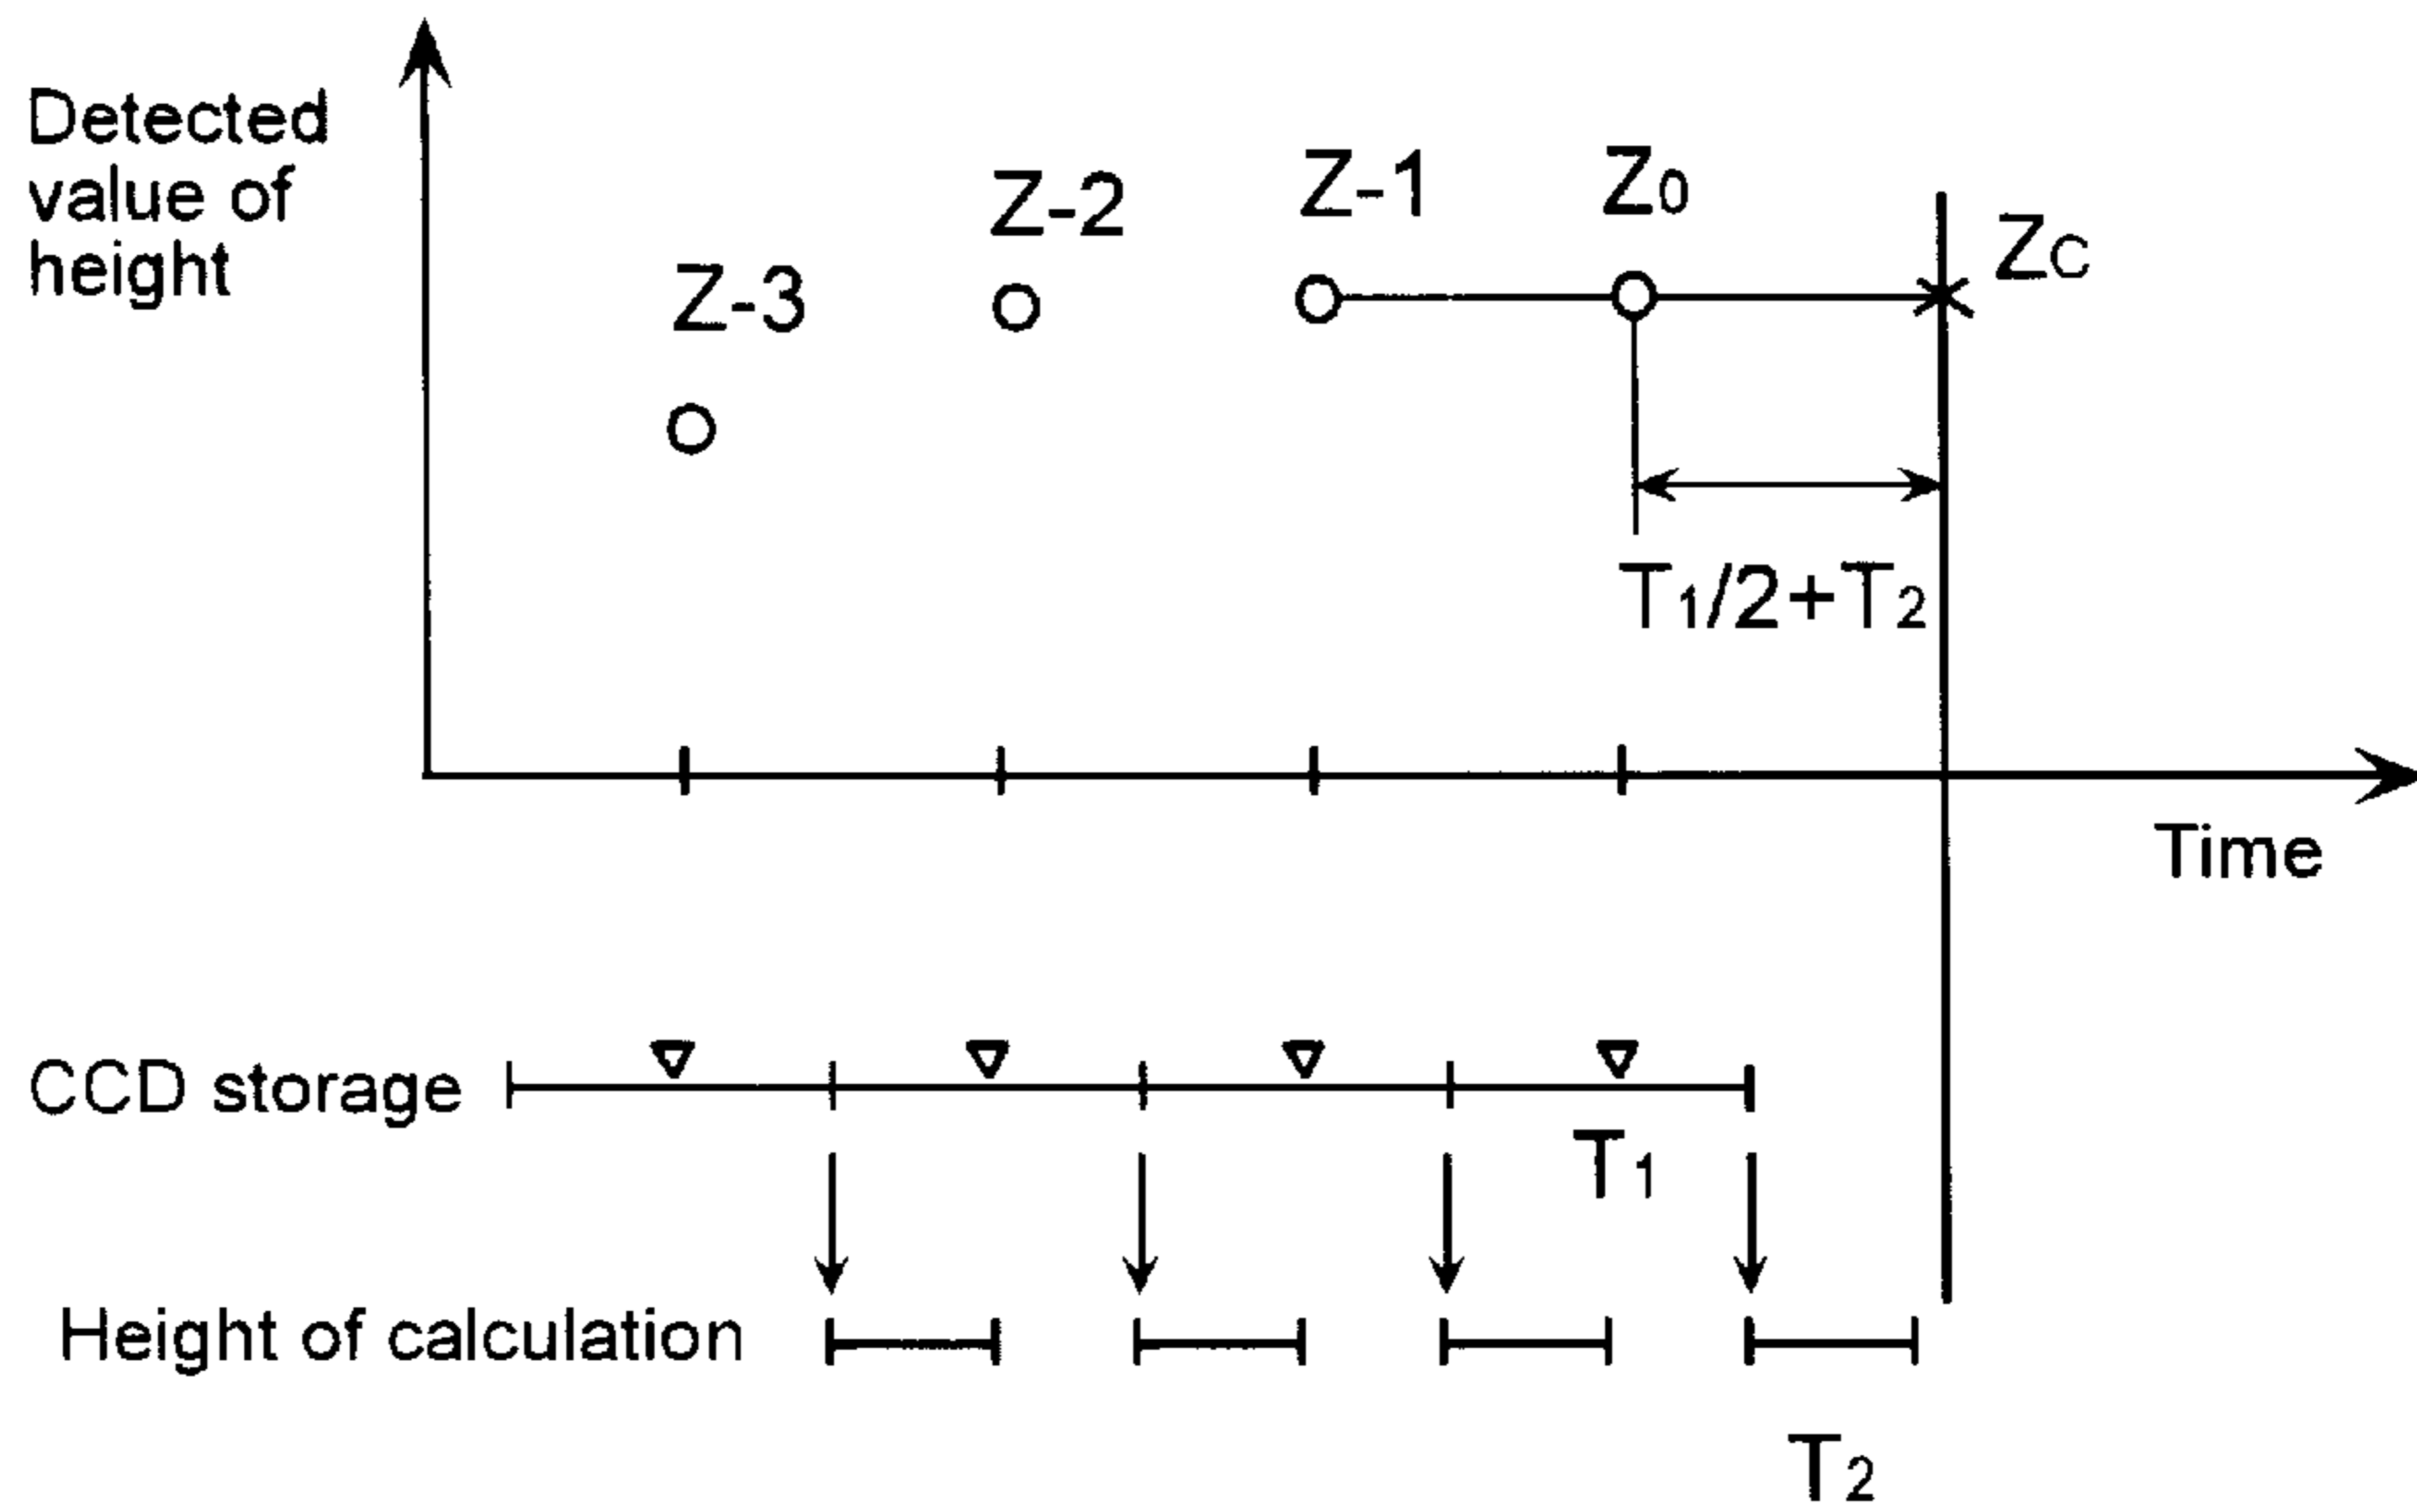 Detected
value of
height
Z-3
Z-2
Z-1
Z0
ZC
T1/2+T2
Time
CCD storage
T1
Height of calculation
T2